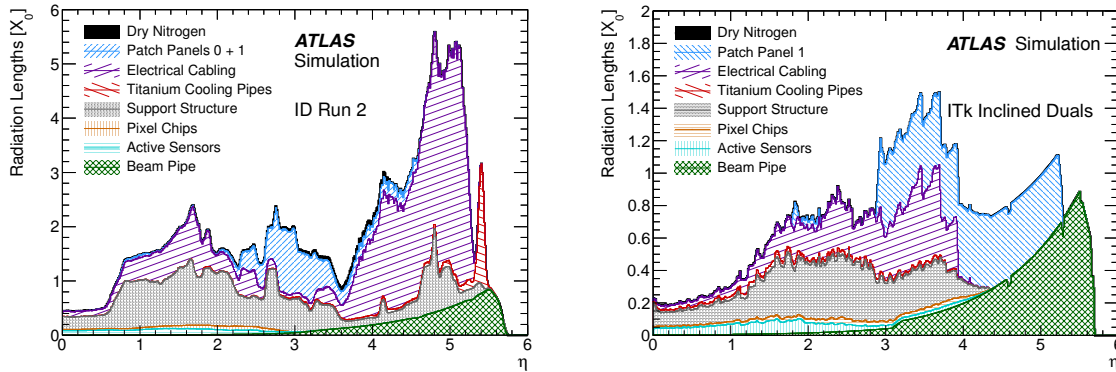 Radiation Lengths [X0]
6
5
4
3
2
1
0
Dry Nitrogen
Patch Panels 0 + 1
Electrical Cabling
Titanium Cooling Pipes
Support Structure
Pixel Chips
Active Sensors
Beam Pipe
ATLAS
Simulation
ID Run 2
0 1 2 3 4 5 6
η
Radiation Lengths [X0]
2
1.8
1.6
1.4
1.2
1
0.8
0.6
0.4
0.2
0
Dry Nitrogen
Patch Panel 1
Electrical Cabling
Titanium Cooling Pipes
Support Structure
Pixel Chips
Active Sensors
Beam Pipe
ATLAS Simulation
ITk Inclined Duals
0 1 2 3 4 5 6
η